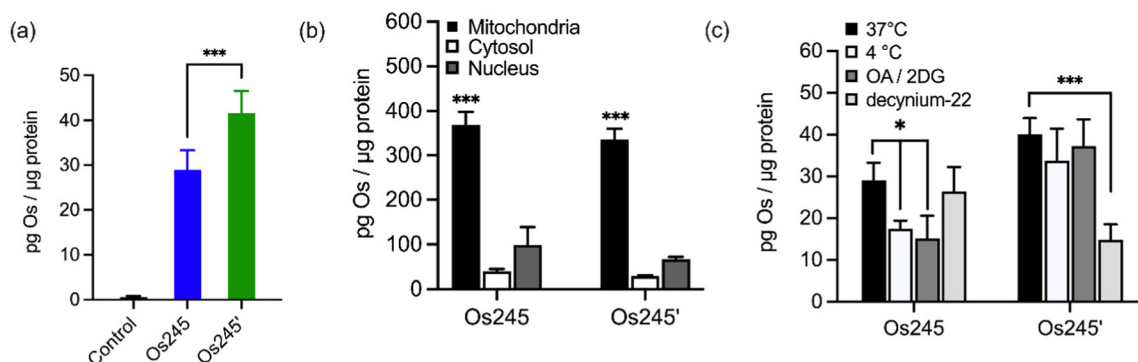 (a)
pg Os / µg protein
50
40
30
20
10
0
***
Control
Os245
Os245'
(b)
pg Os / µg protein
600
500
400
300
200
100
0
Mitochondria
Cytosol
Nucleus
***
***
Os245
Os245'
(c)
pg Os / µg protein
60
50
40
30
20
10
0
37°C
4 °C
OA / 2DG
decynium-22
*
***
Os245
Os245'